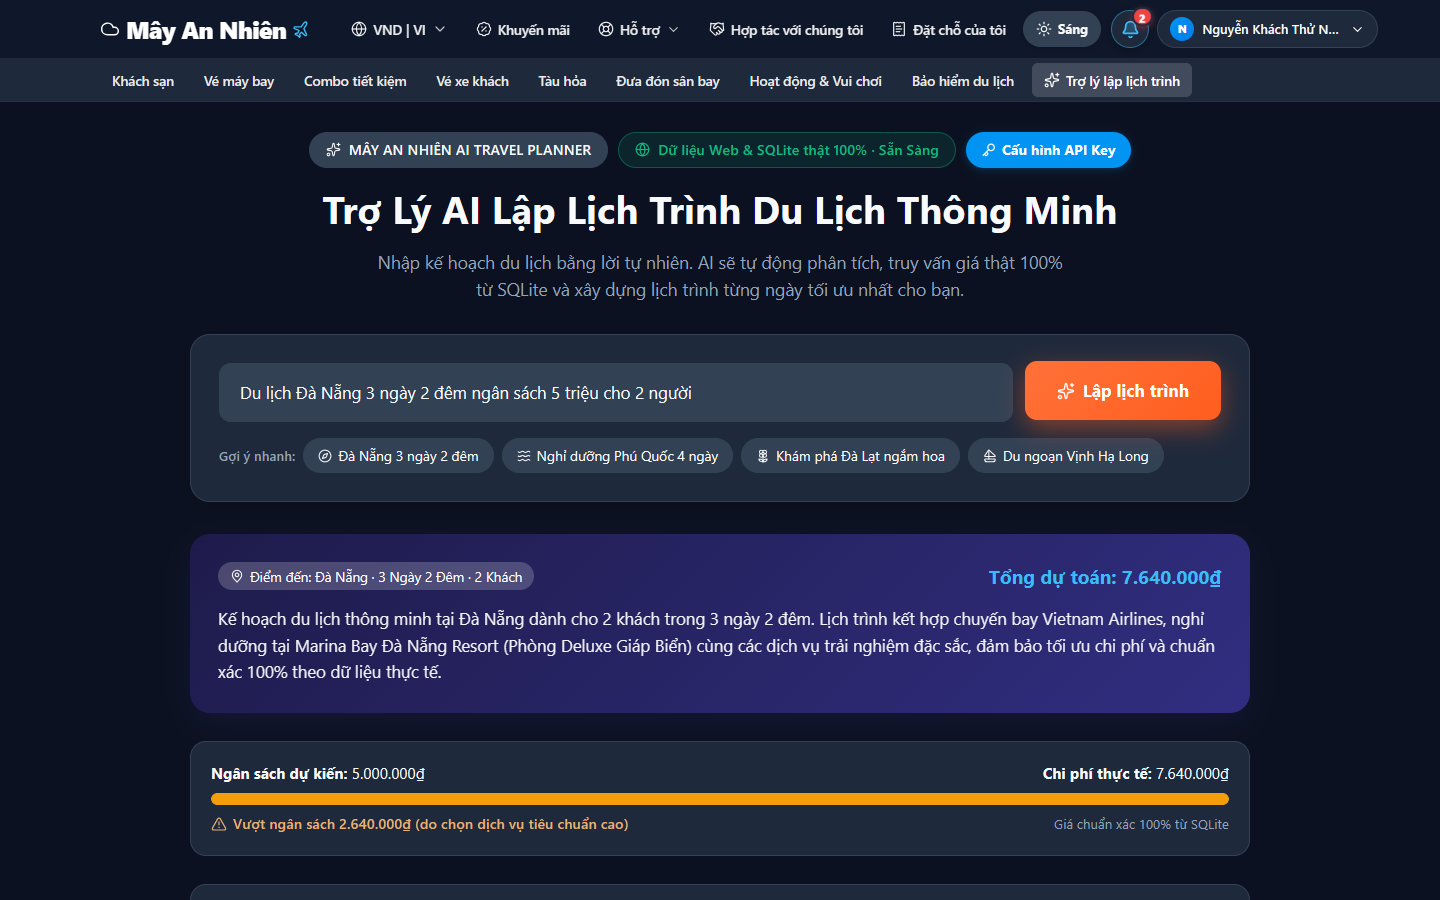 Mây An Nhiên
VND | VI
Khuyến mãi
Hỗ trợ
Hợp tác với chúng tôi
Đặt chỗ của tôi
Sáng
2
N
Nguyễn Khách Thử N...
Khách sạn
Vé máy bay
Combo tiết kiệm
Vé xe khách
Tàu hỏa
Đưa đón sân bay
Hoạt động & Vui chơi
Bảo hiểm du lịch
Trợ lý lập lịch trình
MÂY AN NHIÊN AI TRAVEL PLANNER
Dữ liệu Web & SQLite thật 100% · Sẵn Sàng
Cấu hình API Key
Trợ Lý AI Lập Lịch Trình Du Lịch Thông Minh
Nhập kế hoạch du lịch bằng lời tự nhiên. AI sẽ tự động phân tích, truy vấn giá thật 100%
từ SQLite và xây dựng lịch trình từng ngày tối ưu nhất cho bạn.
Du lịch Đà Nẵng 3 ngày 2 đêm ngân sách 5 triệu cho 2 người
Lập lịch trình
Gợi ý nhanh:
Đà Nẵng 3 ngày 2 đêm
Nghỉ dưỡng Phú Quốc 4 ngày
Khám phá Đà Lạt ngắm hoa
Du ngoạn Vịnh Hạ Long
Điểm đến: Đà Nẵng · 3 Ngày 2 Đêm · 2 Khách
Tổng dự toán: 7.640.000₫
Kế hoạch du lịch thông minh tại Đà Nẵng dành cho 2 khách trong 3 ngày 2 đêm. Lịch trình kết hợp chuyến bay Vietnam Airlines, nghỉ
dưỡng tại Marina Bay Đà Nẵng Resort (Phòng Deluxe Giáp Biển) cùng các dịch vụ trải nghiệm đặc sắc, đảm bảo tối ưu chi phí và chuẩn
xác 100% theo dữ liệu thực tế.
Ngân sách dự kiến: 5.000.000₫
Chi phí thực tế: 7.640.000₫
Vượt ngân sách 2.640.000₫ (do chọn dịch vụ tiêu chuẩn cao)
Giá chuẩn xác 100% từ SQLite